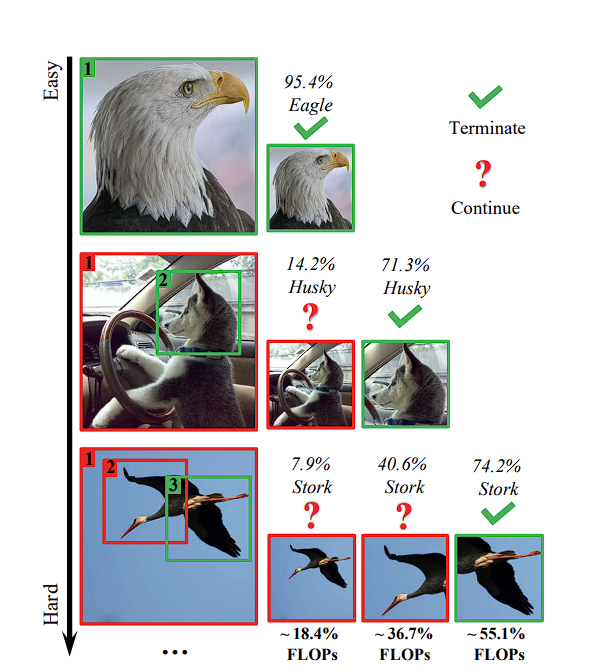 Easy
1
95.4%
Eagle
Terminate
?
Continue
1
2
14.2%
Husky
?
71.3%
Husky
1
2
3
7.9%
Stork
?
40.6%
Stork
?
74.2%
Stork
Hard
...
~ 18.4%
FLOPs
~ 36.7%
FLOPs
~ 55.1%
FLOPs